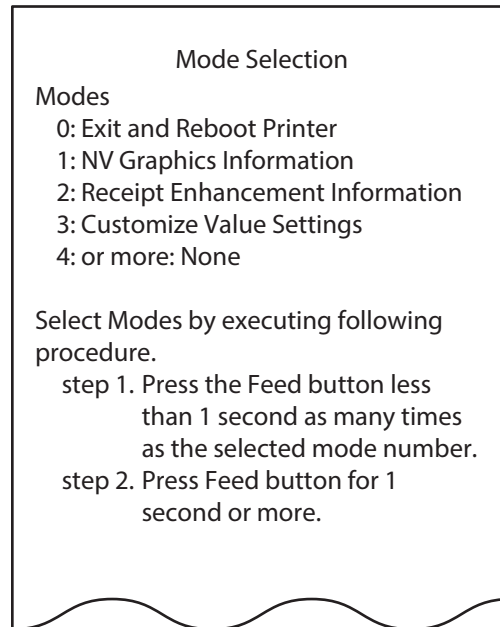 Mode Selection
Modes
0: Exit and Reboot Printer
1: NV Graphics Information
2: Receipt Enhancement Information
3: Customize Value Settings
4: or more: None
Select Modes by executing following
procedure.
step 1. Press the Feed button less
than 1 second as many times
as the selected mode number.
step 2. Press Feed button for 1
second or more.